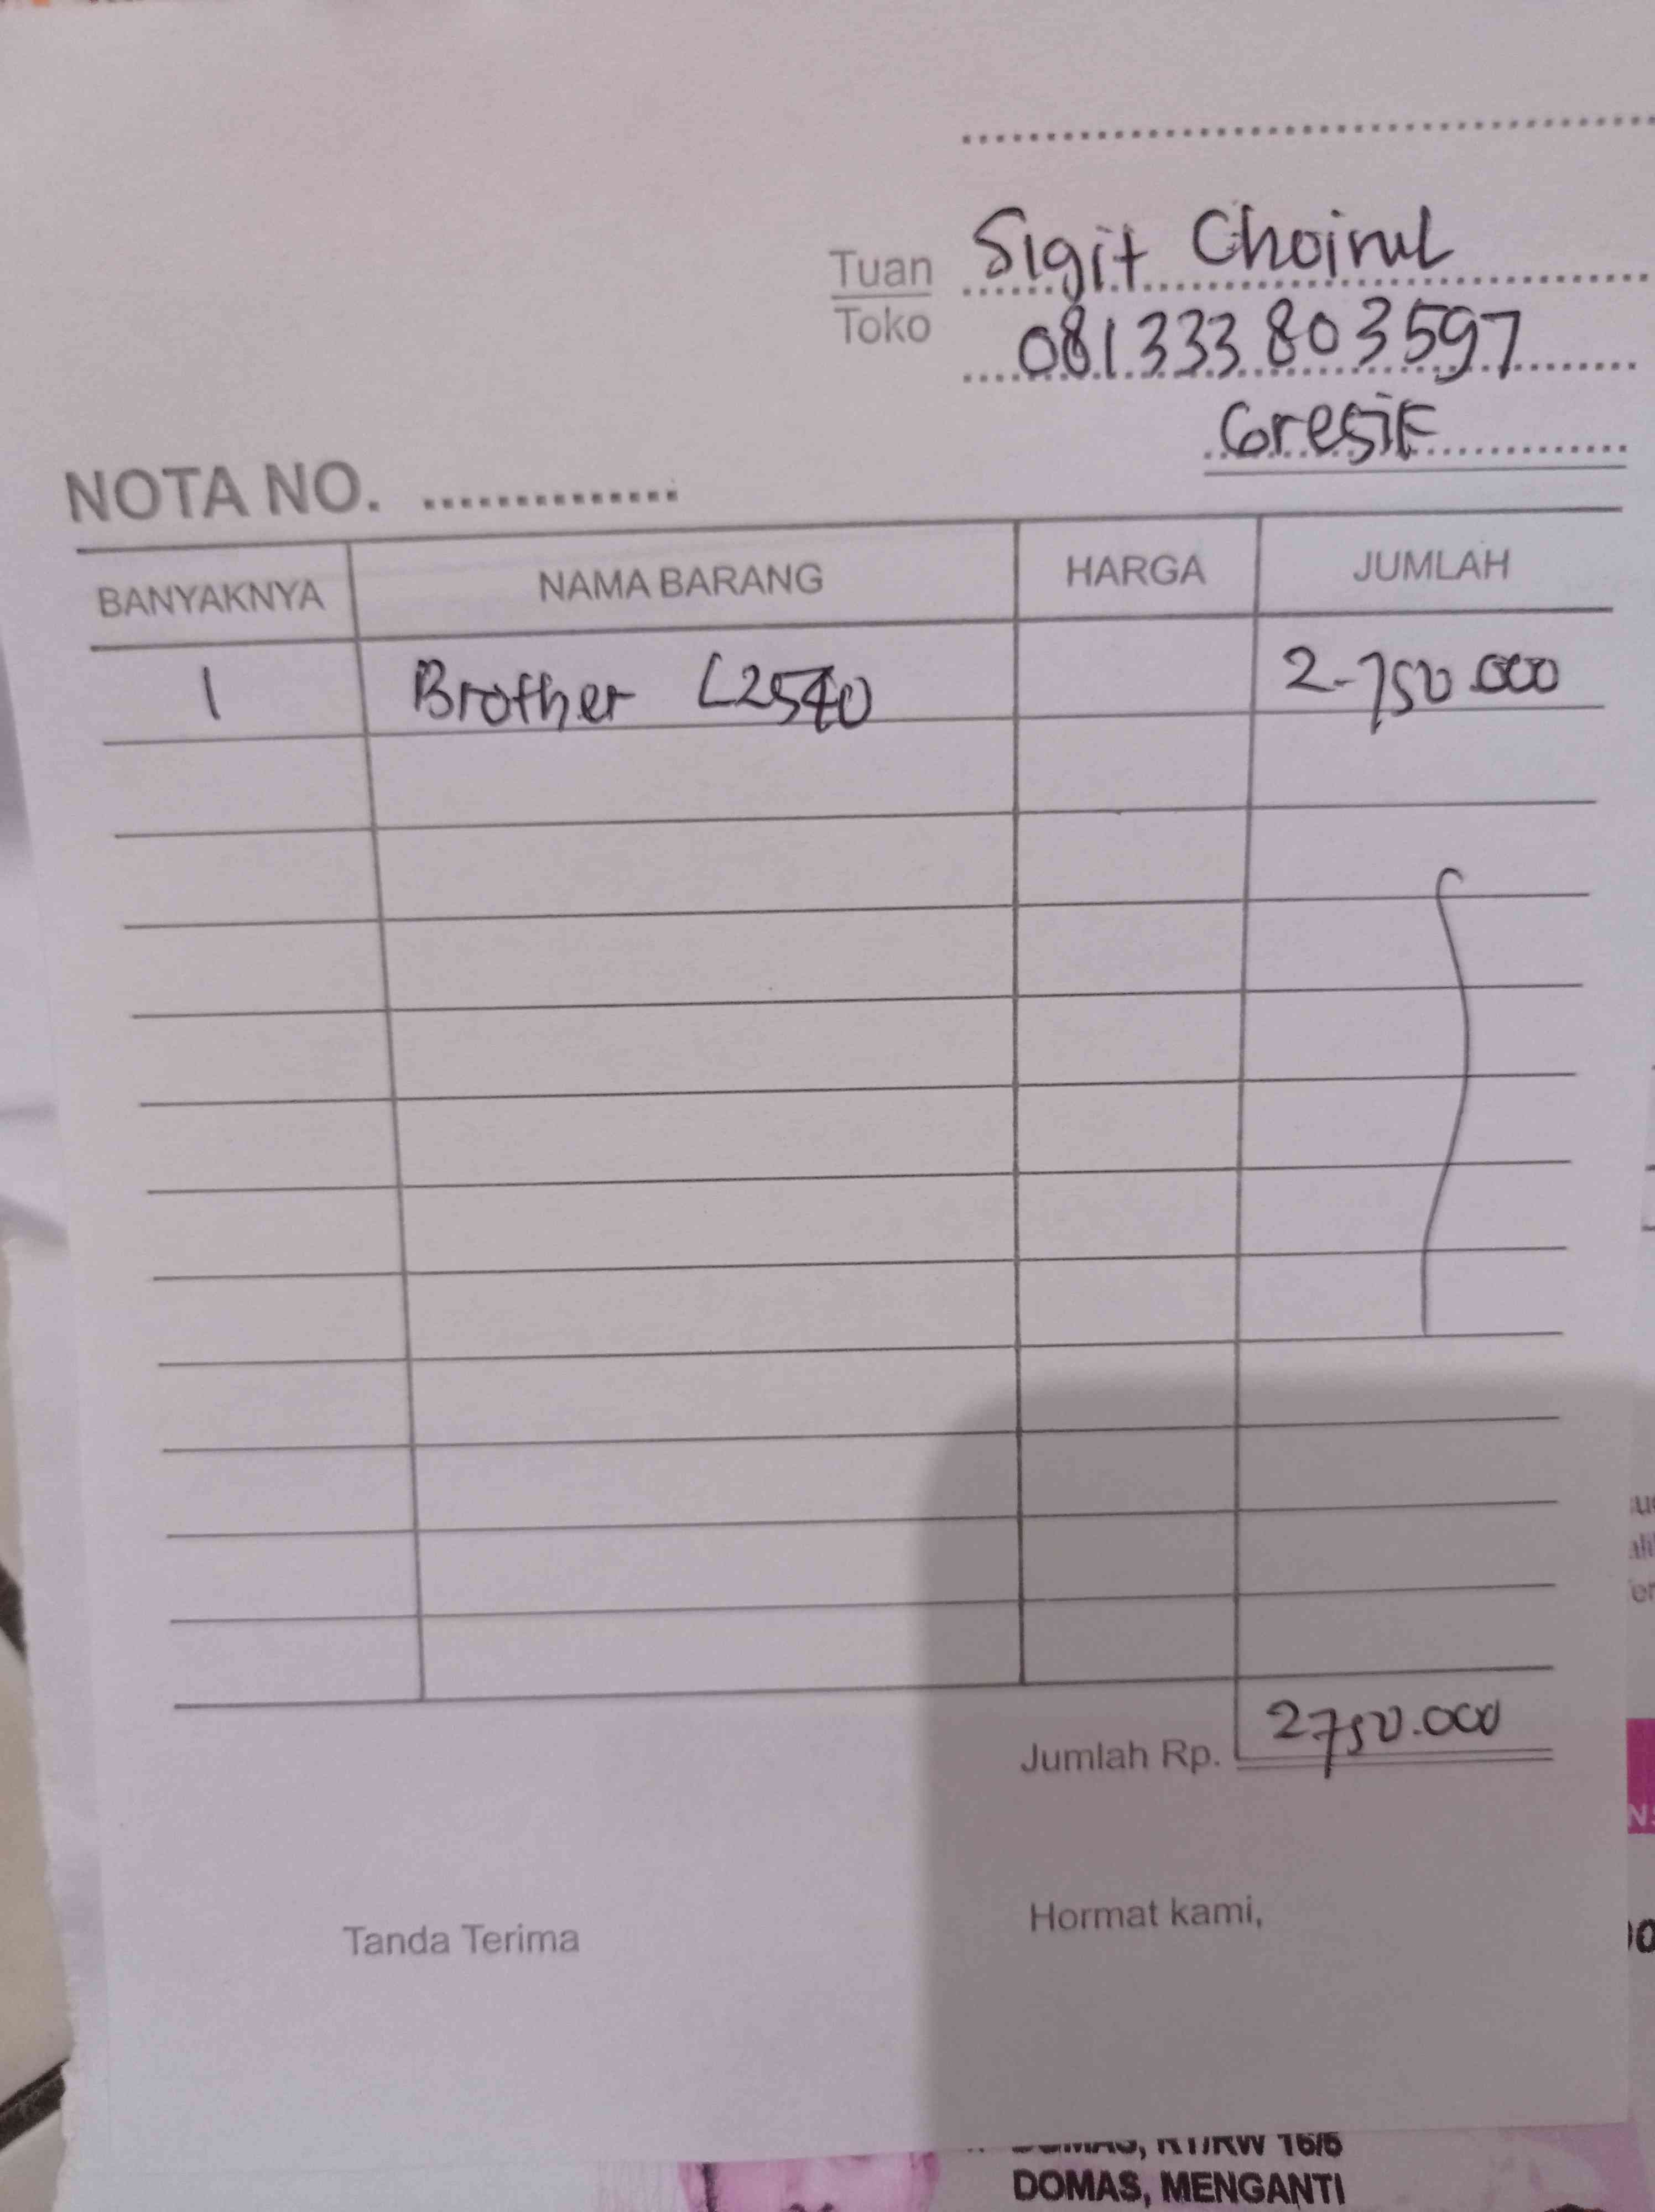 Tuan Sigit Choirul
Toko 081333803597
Gresik
NOTA NO. ..............
BANYAKNYA NAMA BARANG HARGA JUMLAH
1 Brother L2540 2.750.000
Jumlah Rp. 2750.000
Tanda Terima Hormat kami,
DOMAS, RT/RW 16/5
DOMAS, MENGANTI